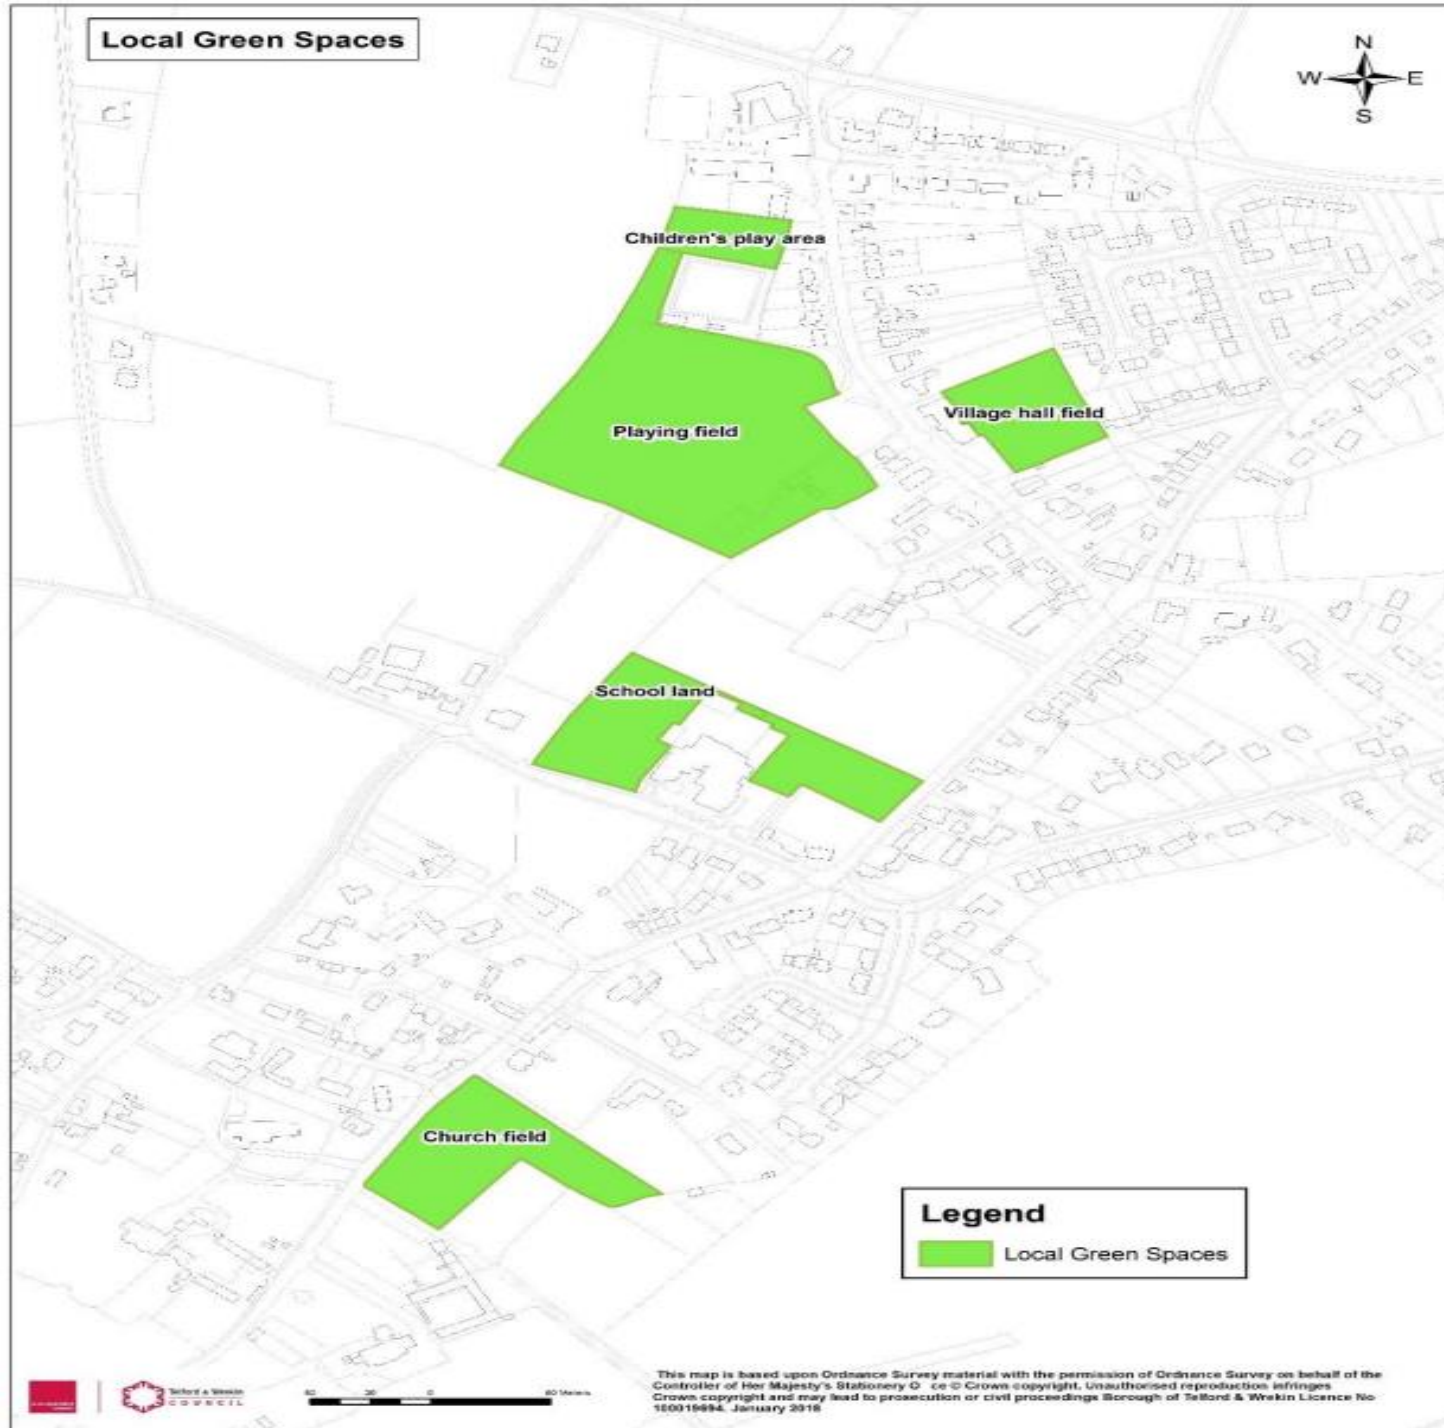 Local Green Spaces
N
W E
S
Children's play area
Village hall field
Playing field
School land
Church field
Legend
Local Green Spaces
Telford & Wrekin
COUNCIL
0
60 Meters
This map is based upon Ordnance Survey material with the permission of Ordnance Survey on behalf of the
Controller of Her Majesty's Stationery O ce © Crown copyright. Unauthorised reproduction infringes
Crown copyright and may lead to prosecution or civil proceedings Borough of Telford & Wrekin Licence No
January 2018